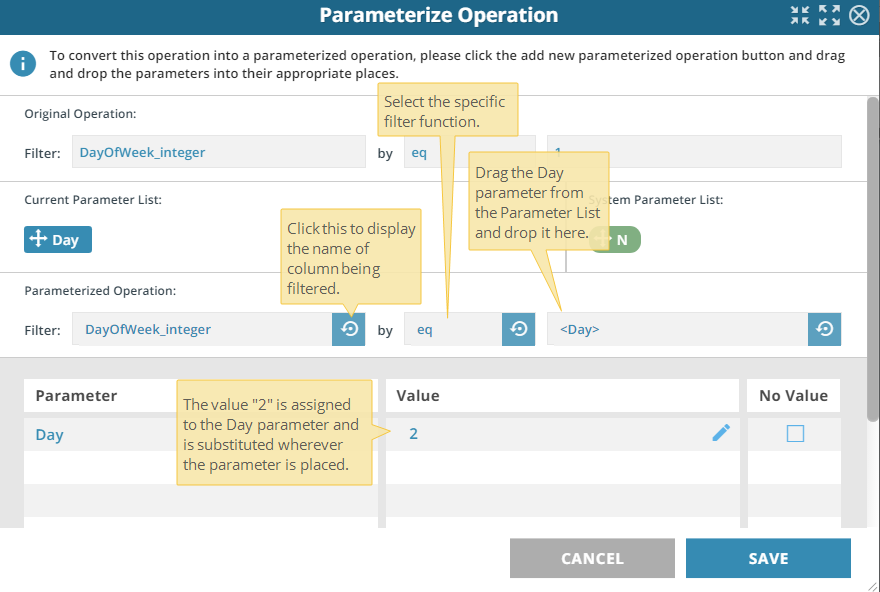 Parameterize Operation
To convert this operation into a parameterized operation, please click the add new parameterized operation button and drag
and drop the parameters into their appropriate places.
Select the specific
filter function.
Original Operation:
Filter: DayOfWeek_integer by eq 1
Drag the Day
parameter from
the Parameter List
and drop it here.
Current Parameter List:
System Parameter List:
Day
N
Click this to display
the name of
column being
filtered.
Parameterized Operation:
Filter: DayOfWeek_integer by eq <Day>
Parameter Value No Value
The value "2" is assigned
to the Day parameter and
is substituted wherever
the parameter is placed.
Day 2
CANCEL SAVE